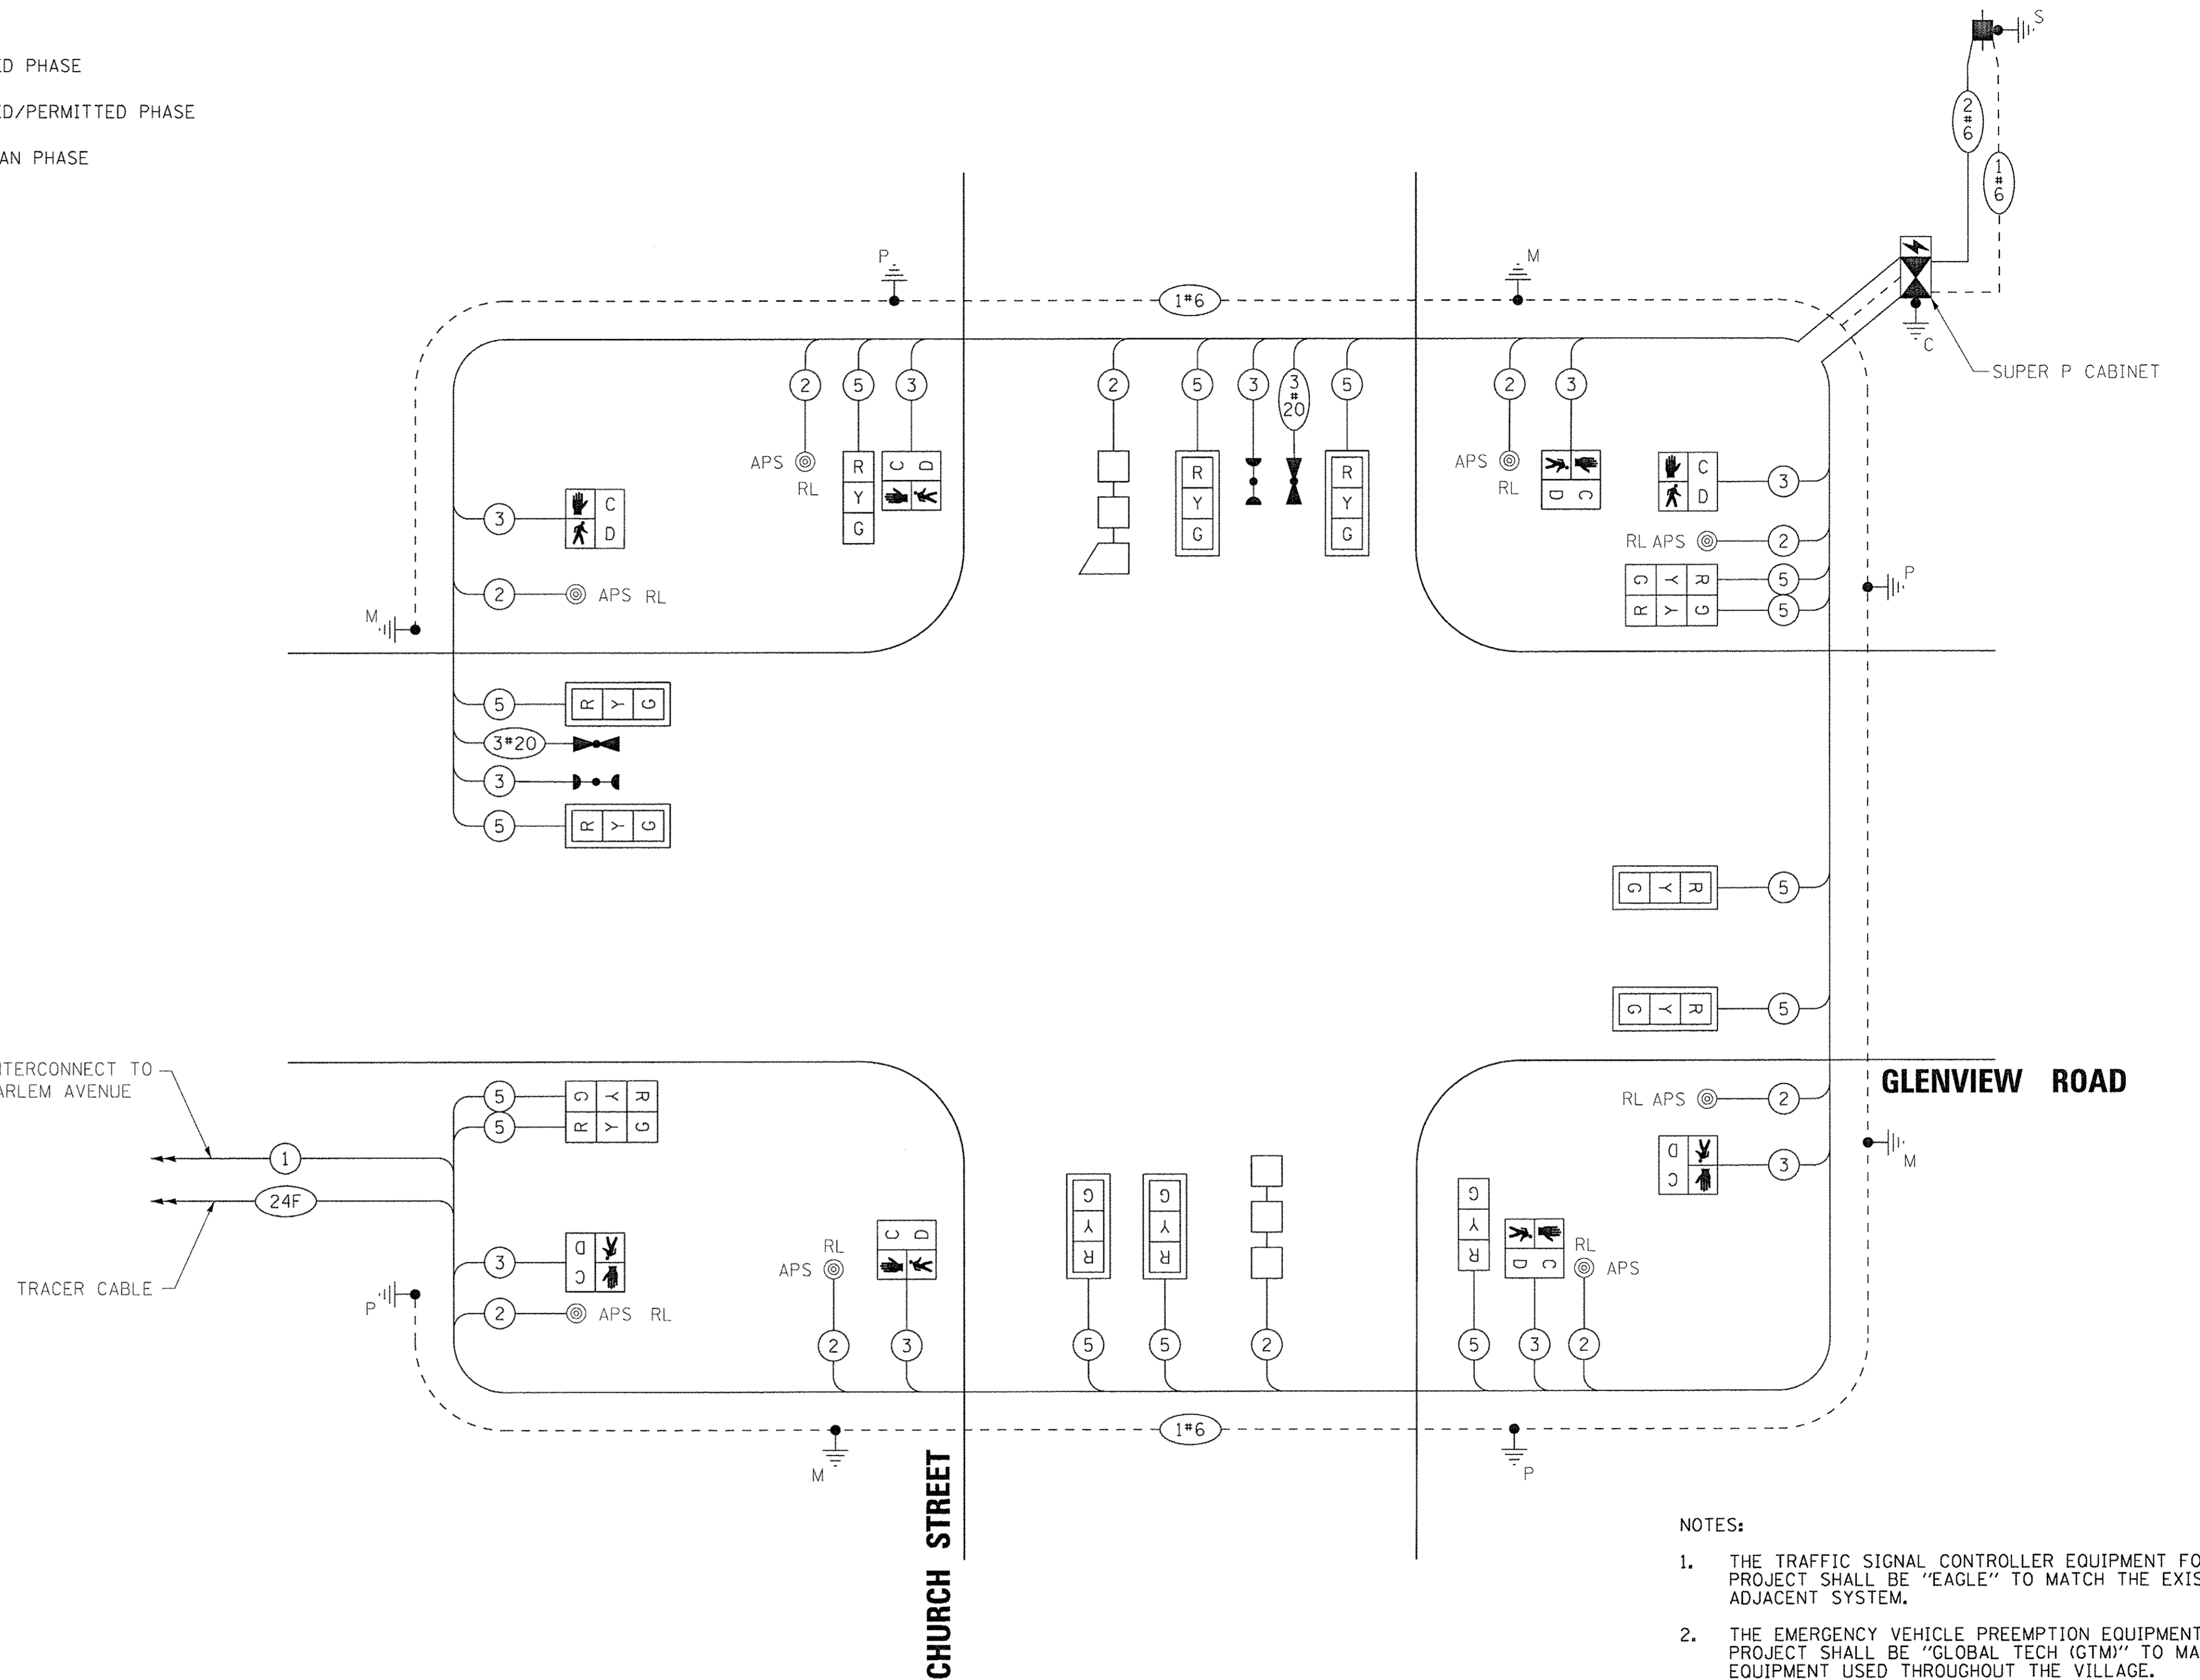 S
ED PHASE
2#6
ED/PERMITTED PHASE
AN PHASE
1#6
P
M
1#6
C
SUPER P CABINET
2 5 3 2 5 3 3#20 5 2 3
APS RL
R Y G
C D
R Y G
R Y G
APS RL
D C
C D 3
3 C D
RL APS 2
G Y R 5
R Y G 5
P
2 APS RL
M
5 R Y G
3#20
3
5 R Y G
G Y R 5
G Y R 5
INTERCONNECT TO
ARLEM AVENUE
GLENVIEW ROAD
5 G Y R
5 R Y G
RL APS 2
1
D C 3
M
24F
TRACER CABLE
3 D C
P
2 APS RL
RL
APS
C D
G Y R
G Y R
G Y R
D C
RL
APS
2 3 5 5 2 5 3 2
1#6
M
P
CHURCH STREET
NOTES:
1. THE TRAFFIC SIGNAL CONTROLLER EQUIPMENT FO
PROJECT SHALL BE "EAGLE" TO MATCH THE EXIS
ADJACENT SYSTEM.
2. THE EMERGENCY VEHICLE PREEMPTION EQUIPMENT
PROJECT SHALL BE "GLOBAL TECH (GTM)" TO MA
EQUIPMENT USED THROUGHOUT THE VILLAGE.